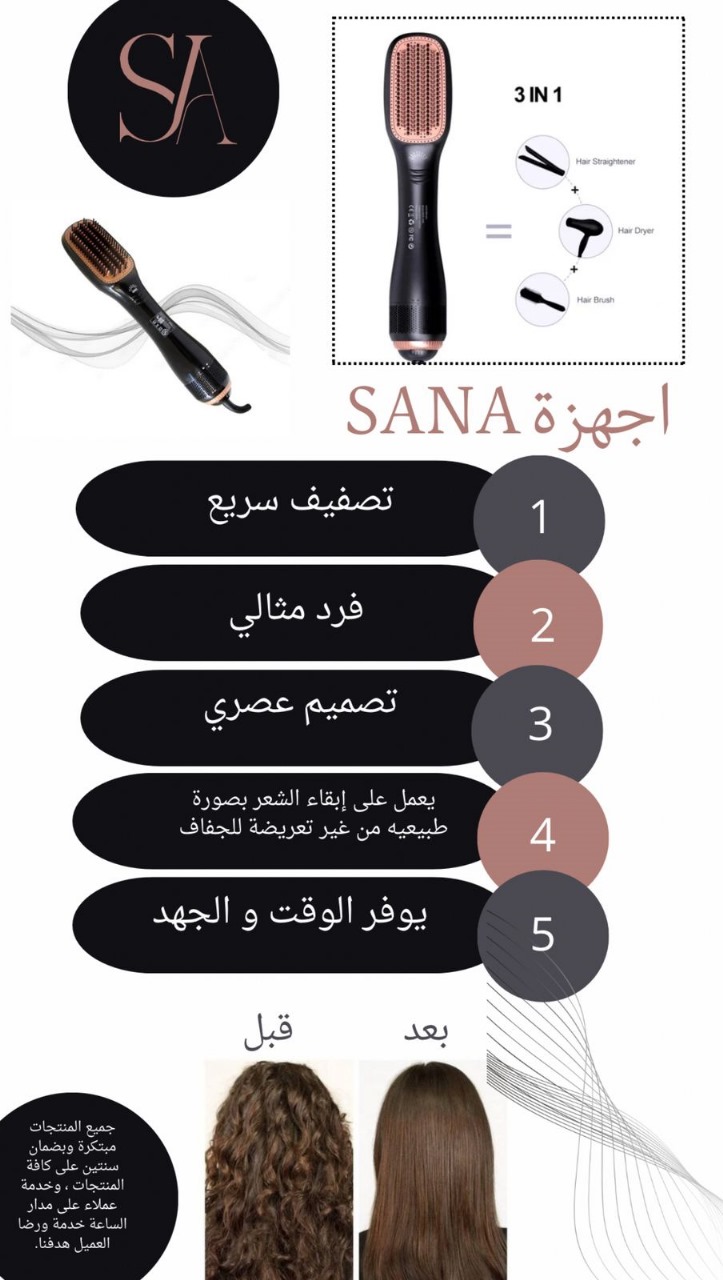 SA
3 IN 1
Hair Straightener
+
Hair Dryer
+
Hair Brush
=
اجهزة SANA
1
تصفيف سريع
2
فرد مثالي
3
تصميم عصري
4
يعمل على إبقاء الشعر بصورة
طبيعيه من غير تعريضة للجفاف
5
يوفر الوقت و الجهد
بعد
قبل
جميع المنتجات
مبتكرة وبضمان
سنتين على كافة
المنتجات ، وخدمة
عملاء على مدار
الساعة خدمة ورضا
العميل هدفنا.